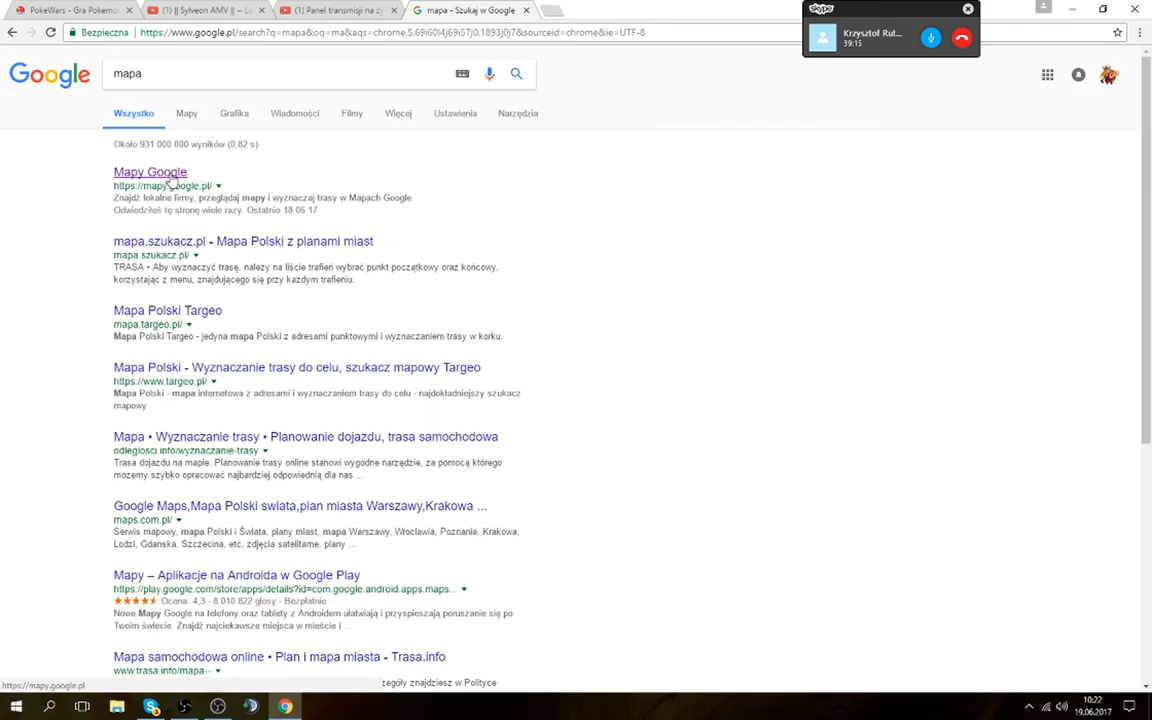 PokeWars - Gra Pokemo
(1) || Sylveon AMV || – L
(1) Panel transmisji na ży
mapa - Szukaj w Google
Bezpieczna
https://www.google.pl/search?q=mapa&oq=ma&aqs=chrome.5.69i60l4j69i57j0.1893j0j7&sourceid=chrome&ie=UTF-8
skype
Krzysztof Rut...
39:15
Google
mapa
Wszystko Mapy Grafika Wiadomości Filmy Więcej Ustawienia Narzędzia
Około 931 000 000 wyników (0,82 s)
Mapy Google
https://mapy.google.pl/
Znajdź lokalne firmy, przeglądaj mapy i wyznaczaj trasy w Mapach Google.
Odwiedziłeś tę stronę wiele razy. Ostatnio 18.06.17
mapa.szukacz.pl - Mapa Polski z planami miast
mapa.szukacz.pl/
TRASA • Aby wyznaczyć trasę, należy na liście trafień wybrać punkt początkowy oraz końcowy,
korzystając z menu, znajdującego się przy każdym trafieniu.
Mapa Polski Targeo
mapa.targeo.pl/
Mapa Polski Targeo - jedyna mapa Polski z adresami punktowymi i wyznaczaniem trasy w korku.
Mapa Polski - Wyznaczanie trasy do celu, szukacz mapowy Targeo
https://www.targeo.pl/
Mapa Polski - mapa internetowa z adresami i wyznaczaniem trasy do celu - najdokładniejszy szukacz
mapowy.
Mapa • Wyznaczanie trasy • Planowanie dojazdu, trasa samochodowa
odleglosci.info/wyznaczanie-trasy
Trasa dojazdu na mapie. Planowanie trasy online stanowi wygodne narzędzie, za pomocą którego
mozemy szybko opracować najbardziej odpowiednią dla nas ...
Google Maps,Mapa Polski swiata,plan miasta Warszawy,Krakowa ...
maps.com.pl/
Serwis mapowy, mapa Polski i Świata, plany miast, mapa Warszawy, Wrocławia, Poznania, Krakowa,
Lodzi, Gdanska, Szczecina, etc, zdjęcia satelitarne, plany ...
Mapy – Aplikacje na Androida w Google Play
https://play.google.com/store/apps/details?id=com.google.android.apps.maps...
Ocena: 4,3 - 8 010 822 głosy - Bezpłatnie
Nowe Mapy Google na telefony oraz tablety z Androidem ułatwiają i przyspieszają poruszanie się po
Twoim świecie. Znajdź najciekawsze miejsca w mieście i ...
Mapa samochodowa online • Plan i mapa miasta - Trasa.info
www.trasa.info/mapa--
zegóły znajdziesz w Polityce
https://mapy.google.pl
10:22
19.06.2017